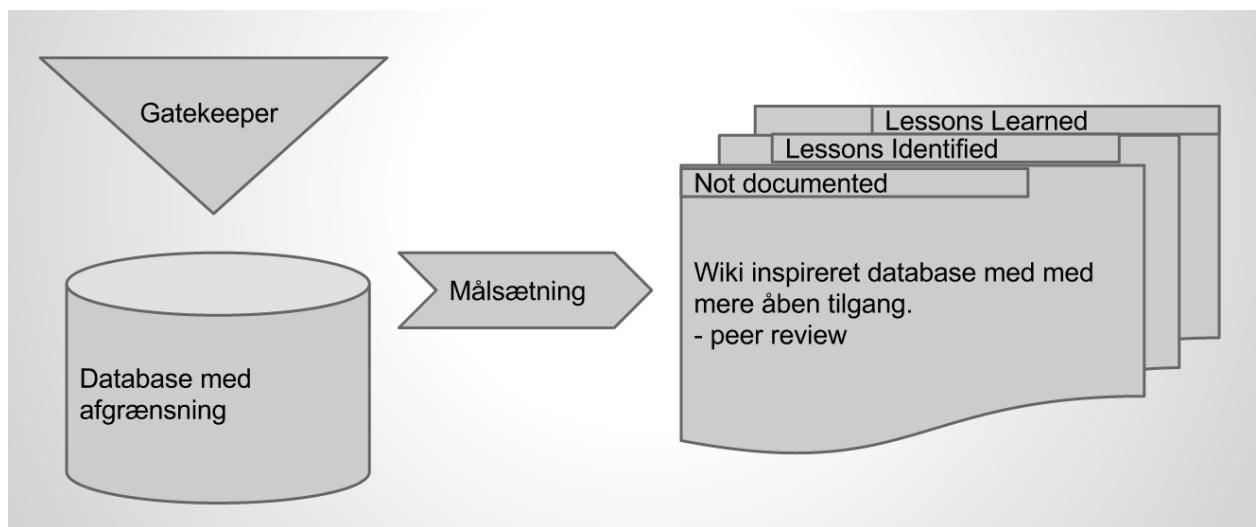 Gatekeeper
Database med
afgrænsning
Målsætning
Lessons Learned
Lessons Identified
Not documented
Wiki inspireret database med med
mere åben tilgang.
- peer review